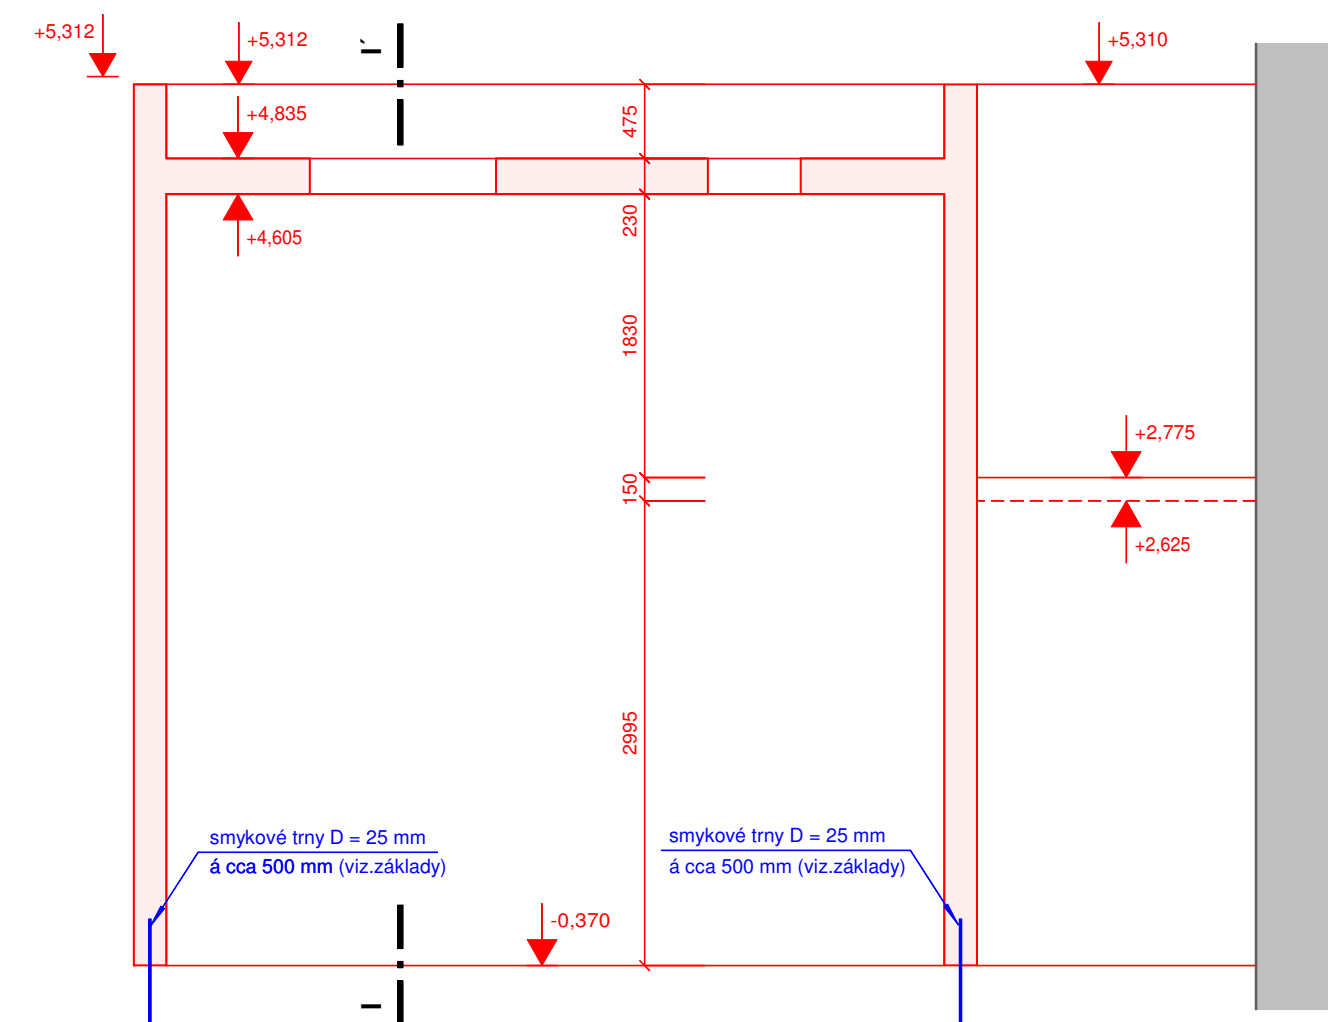 +5,312
+5,312
I'
+5,310
+4,835
475
+4,605
230
1830
+2,775
150
+2,625
2995
smykové trny D = 25 mm
á cca 500 mm (viz.základy)
smykové trny D = 25 mm
á cca 500 mm (viz.základy)
-0,370
I